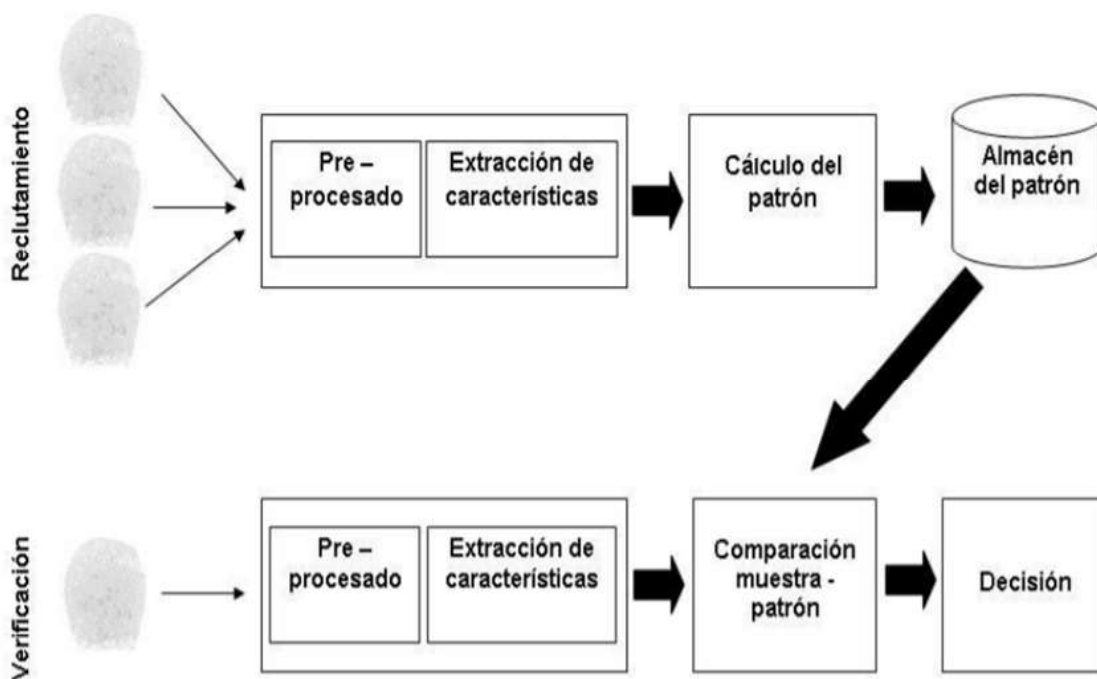 Reclutamiento
Pre –
procesado
Extracción de
características
Cálculo del
patrón
Almacén
del patrón
Verificación
Pre –
procesado
Extracción de
características
Comparación
muestra -
patrón
Decisión